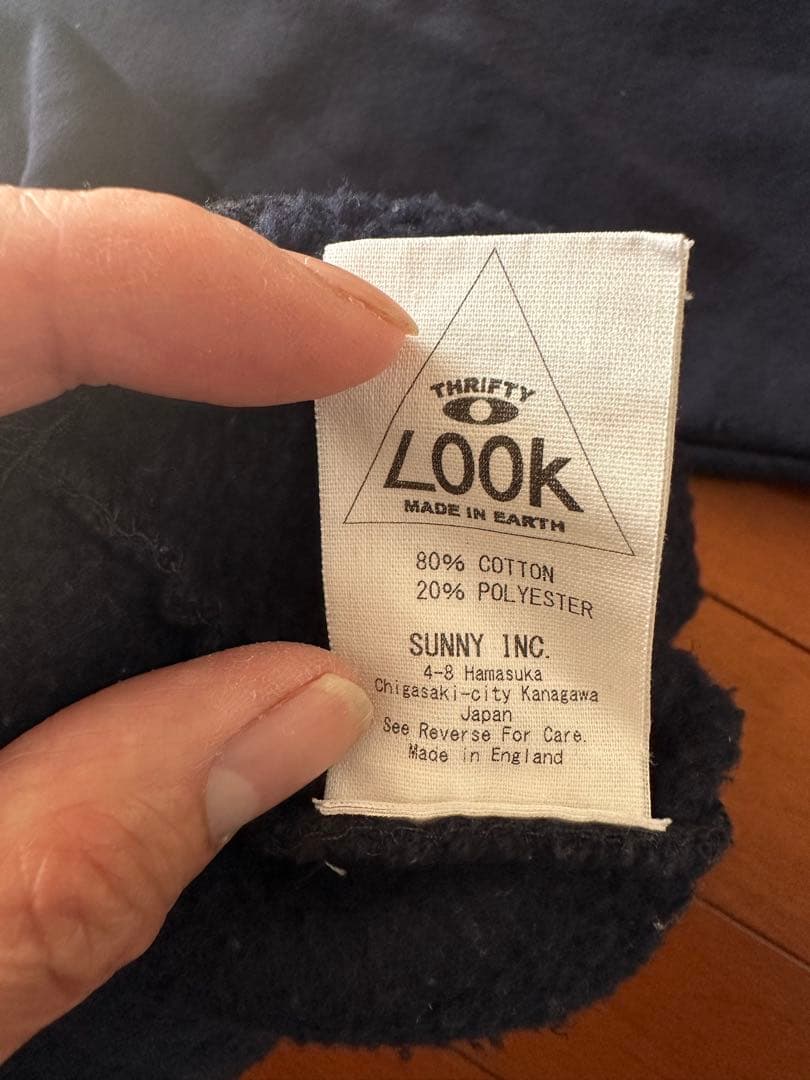 THRIFTY
LOOK
MADE IN EARTH
80% COTTON
20% POLYESTER
SUNNY INC.
4-8 Hamasuka
Chigasaki-city Kanagawa
Japan
See Reverse For Care.
Made in England